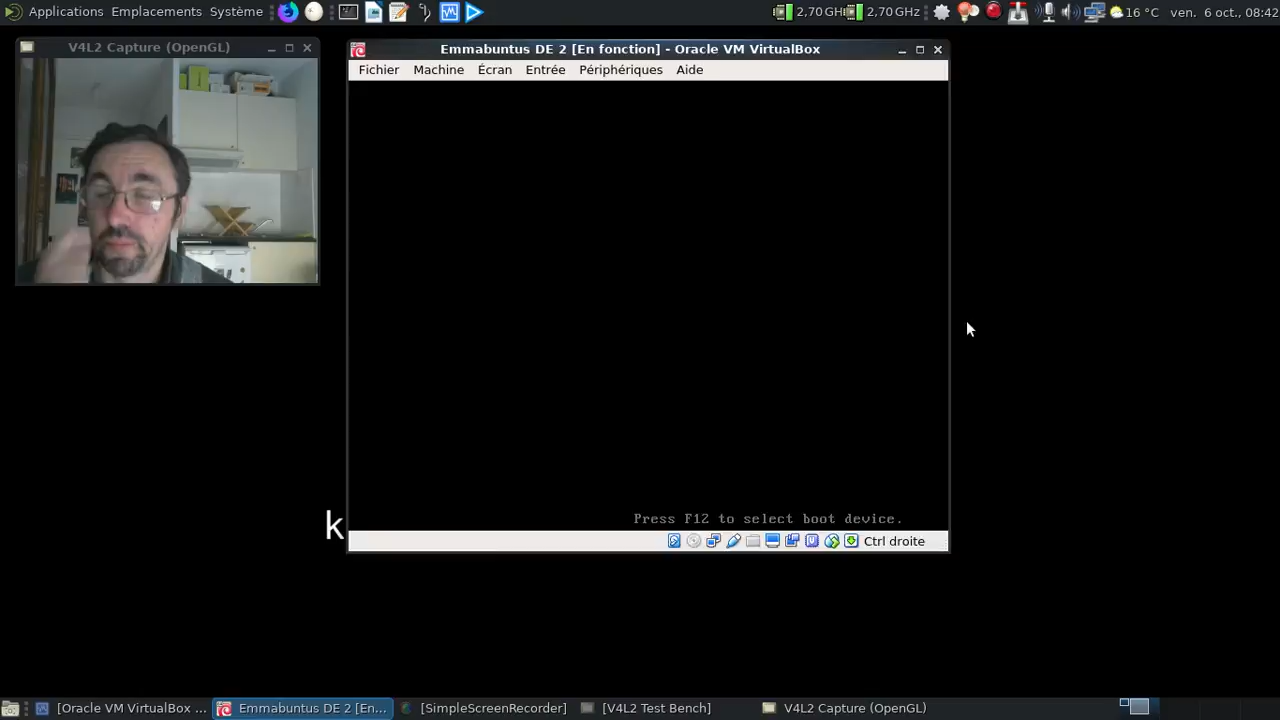 Applications Emplacements Système 2,70 GHz 2,70 GHz 16 °C ven. 6 oct., 08:42
V4L2 Capture (OpenGL)
Emmabuntus DE 2 [En fonction] - Oracle VM VirtualBox
Fichier Machine Écran Entrée Périphériques Aide
Press F12 to select boot device.
k
Ctrl droite
[Oracle VM VirtualBox ... Emmabuntus DE 2 [En... [SimpleScreenRecorder] [V4L2 Test Bench] V4L2 Capture (OpenGL)